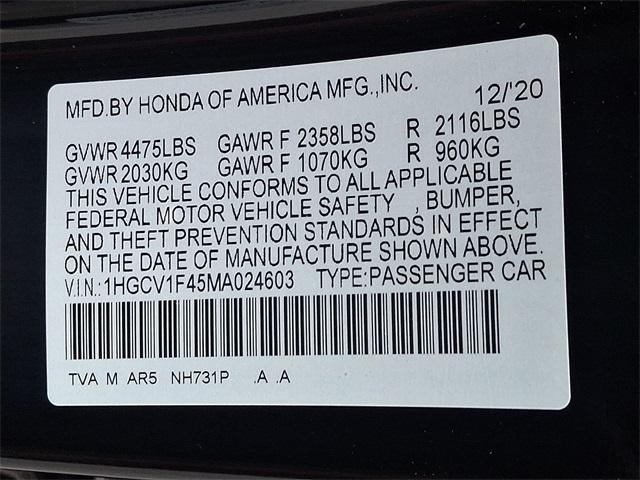 MFD.BY HONDA OF AMERICA MFG.,INC. 12/'20
GVWR 4475LBS GAWR F 2358LBS R 2116LBS
GVWR 2030KG GAWR F 1070KG R 960KG
THIS VEHICLE CONFORMS TO ALL APPLICABLE
FEDERAL MOTOR VEHICLE SAFETY , BUMPER,
AND THEFT PREVENTION STANDARDS IN EFFECT
ON THE DATE OF MANUFACTURE SHOWN ABOVE.
V.I.N.:1HGCV1F45MA024603 TYPE:PASSENGER CAR
TVA M AR5 NH731P .A .A